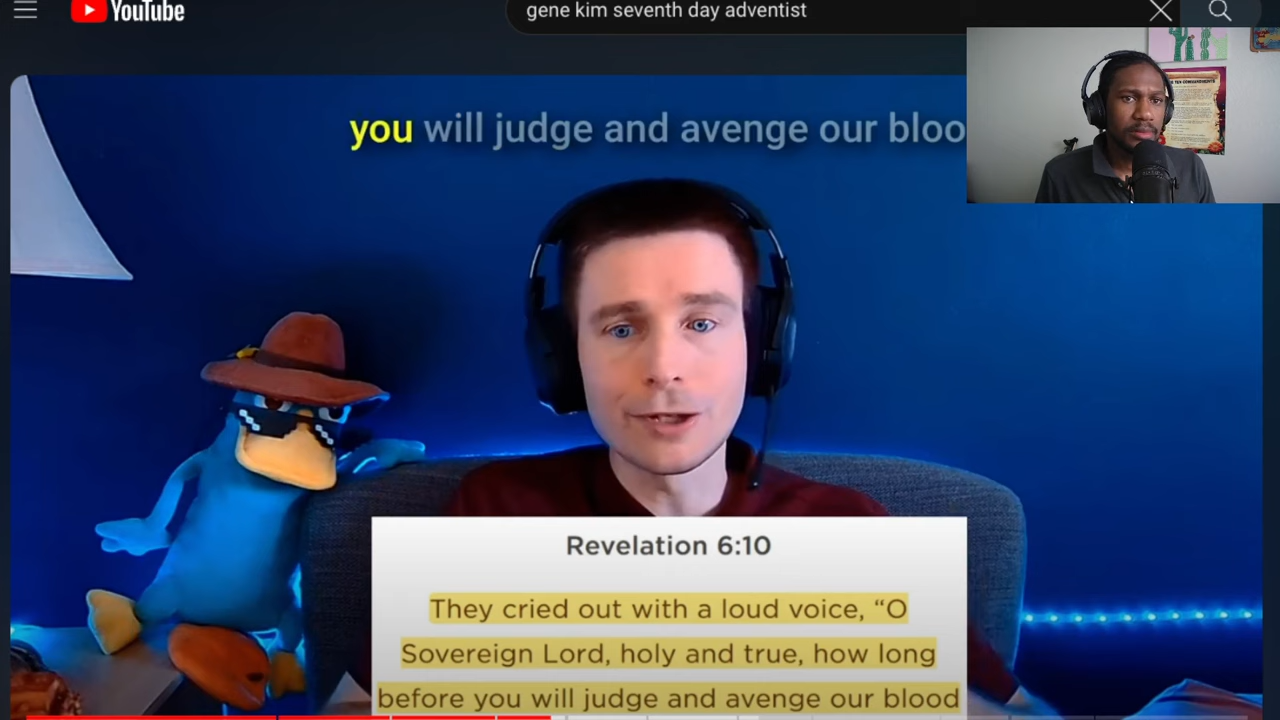 YouTube
gene kim seventh day adventist
you will judge and avenge our bloo
Revelation 6:10
They cried out with a loud voice, “O
Sovereign Lord, holy and true, how long
before you will judge and avenge our blood